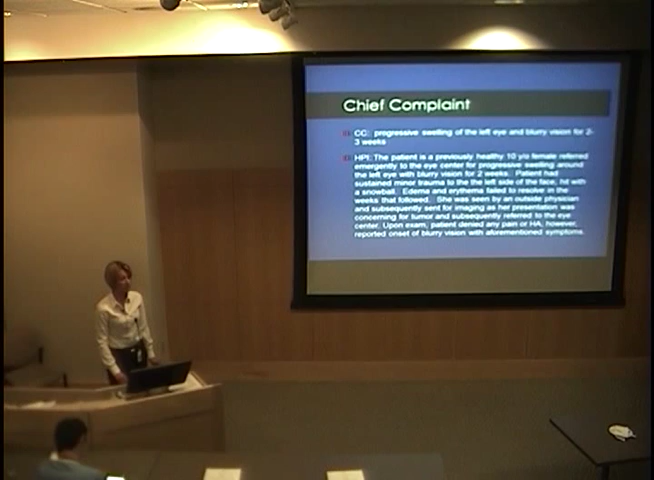 Chief Complaint
CC: progressive swelling of the left eye and blurry vision for 2-
3 weeks
HPI: The patient is a previously healthy 10 y/o female referred
emergently to the eye center for progressive swelling around
the left eye with blurry vision for 2 weeks. Patient had
sustained minor trauma to the the left side of the face, hit with
a snowball. Edema and erythema failed to resolve in the
weeks that followed. She was seen by an outside physician
and subsequently sent for imaging as her presentation was
concerning for tumor and subsequently referred to the eye
center. Upon exam, patient denied any pain or HA; however,
reported onset of blurry vision with aforementioned symptoms.